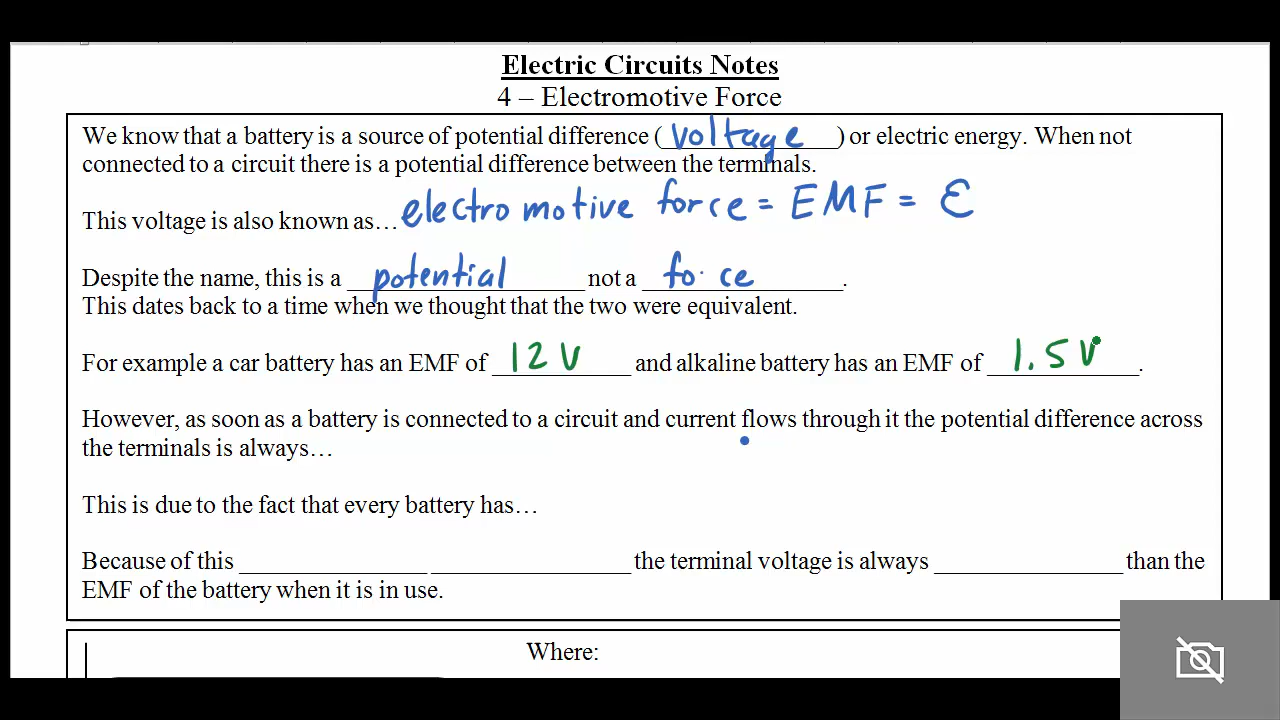 Electric Circuits Notes
4 – Electromotive Force
We know that a battery is a source of potential difference (voltage) or electric energy. When not
connected to a circuit there is a potential difference between the terminals.
This voltage is also known as… electromotive force = EMF = ε
Despite the name, this is a potential not a force.
This dates back to a time when we thought that the two were equivalent.
For example a car battery has an EMF of 12 V and alkaline battery has an EMF of 1.5 V.
However, as soon as a battery is connected to a circuit and current flows through it the potential difference across
the terminals is always…
This is due to the fact that every battery has…
Because of this _______________ _______________ the terminal voltage is always _______________ than the
EMF of the battery when it is in use.
Where: